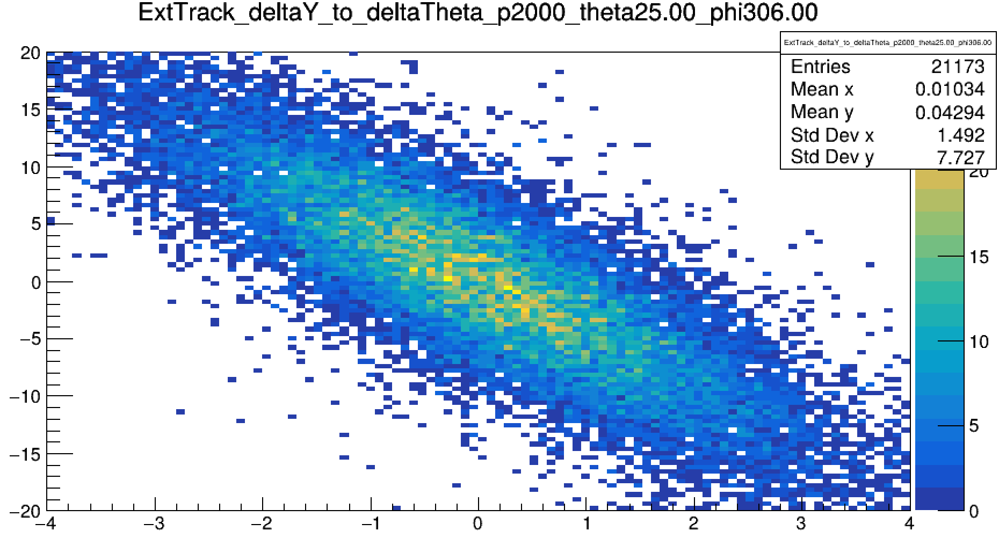 ExtTrack_deltaY_to_deltaTheta_p2000_theta25.00_phi306.00
ExtTrack_deltaY_to_deltaTheta_p2000_theta25.00_phi306.00
Entries 21173
Mean x 0.01034
Mean y 0.04294
Std Dev x 1.492
Std Dev y 7.727
20
15
10
5
0
−5
−10
−15
−20
−4 −3 −2 −1 0 1 2 3 4
20
15
10
5
0